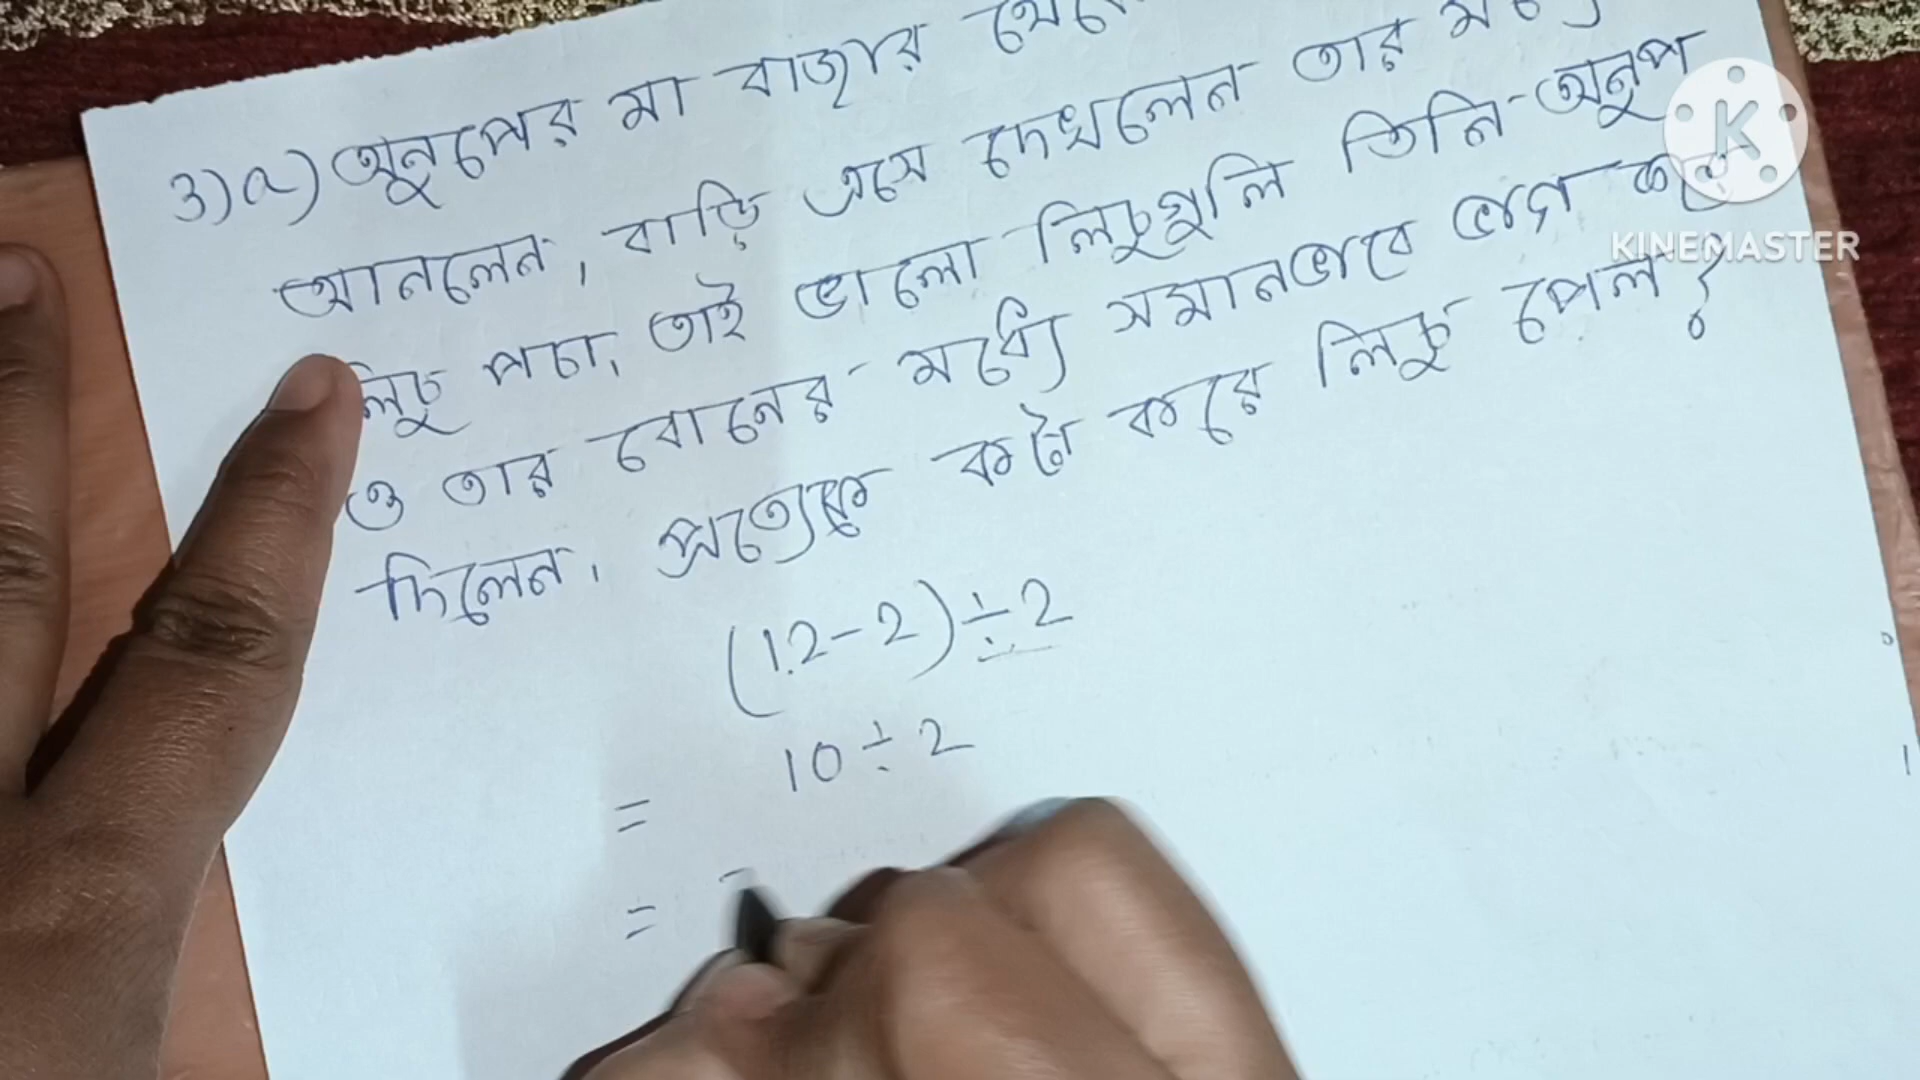 3)a) অনুপের মা বাজার থেকে
আনলেন, বাড়ি এসে দেখলেন তার মধ্যে
লিচু পচা, তাই ভালো লিচুগুলি তিনি অনুপ
ও তার বোনের মধ্যে সমানভাবে ভাগ করে
দিলেন। প্রত্যেকে কটা করে লিচু পেল?
(12-2)÷2
= 10÷2
=
K
KINEMASTER